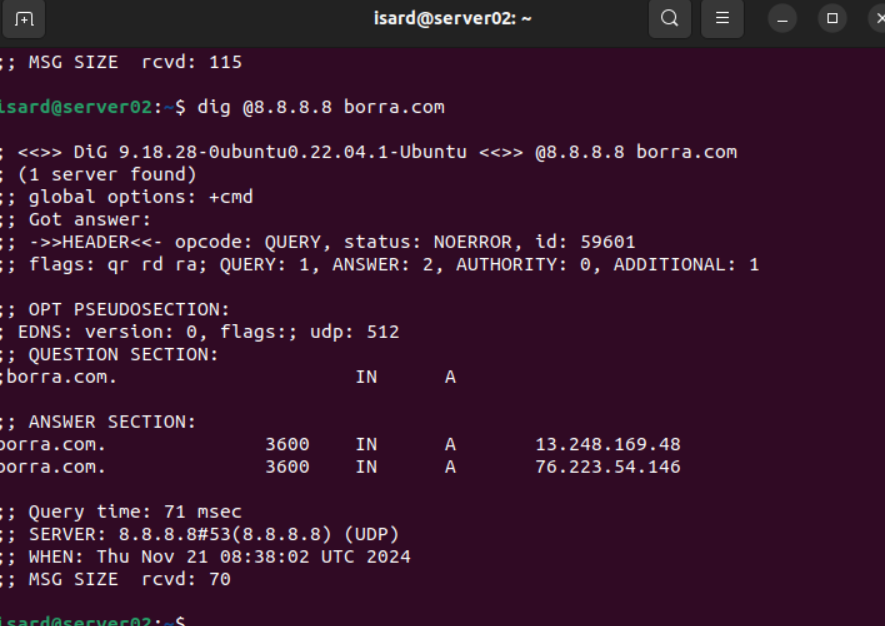 isard@server02: ~
;; MSG SIZE  rcvd: 115
isard@server02:~$ dig @8.8.8.8 borra.com
; <<>> DiG 9.18.28-0ubuntu0.22.04.1-Ubuntu <<>> @8.8.8.8 borra.com
; (1 server found)
;; global options: +cmd
;; Got answer:
;; ->>HEADER<<- opcode: QUERY, status: NOERROR, id: 59601
;; flags: qr rd ra; QUERY: 1, ANSWER: 2, AUTHORITY: 0, ADDITIONAL: 1
;; OPT PSEUDOSECTION:
; EDNS: version: 0, flags:; udp: 512
;; QUESTION SECTION:
;borra.com.                     IN      A
;; ANSWER SECTION:
borra.com.              3600    IN      A       13.248.169.48
borra.com.              3600    IN      A       76.223.54.146
;; Query time: 71 msec
;; SERVER: 8.8.8.8#53(8.8.8.8) (UDP)
;; WHEN: Thu Nov 21 08:38:02 UTC 2024
;; MSG SIZE  rcvd: 70
isard@server02:~$